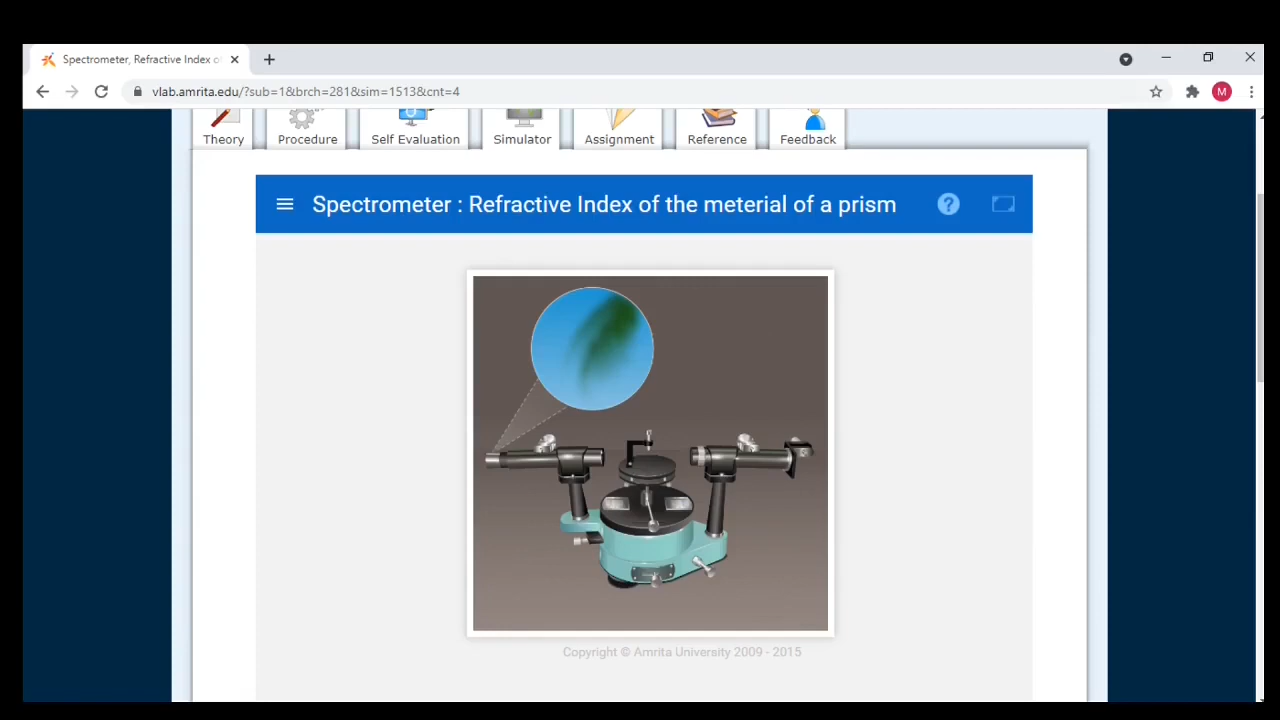 Spectrometer, Refractive Index o
vlab.amrita.edu/?sub=1&brch=281&sim=1513&cnt=4
M
Theory Procedure Self Evaluation Simulator Assignment Reference Feedback
Spectrometer : Refractive Index of the meterial of a prism ?
Copyright © Amrita University 2009 - 2015